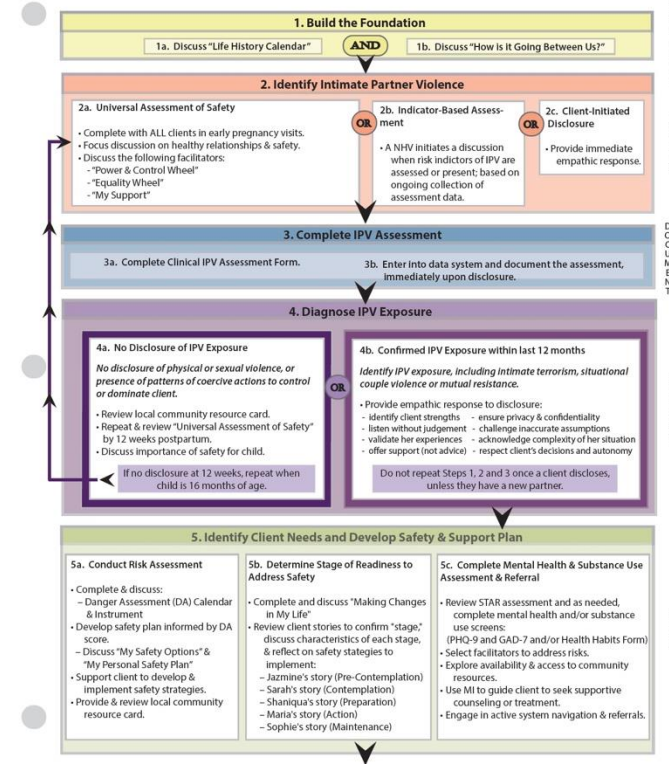 1. Build the Foundation
1a. Discuss "Life History Calendar"
AND
1b. Discuss "How is it Going Between Us?"
2. Identify Intimate Partner Violence
2a. Universal Assessment of Safety
• Complete with ALL clients in early pregnancy visits.
• Focus discussion on healthy relationships & safety.
• Discuss the following facilitators:
- "Power & Control Wheel"
- "Equality Wheel"
- "My Support"
OR
2b. Indicator-Based Assess-
ment
• A NHV initiates a discussion
when risk indictors of IPV are
assessed or present; based on
ongoing collection of
assessment data.
OR
2c. Client-Initiated
Disclosure
• Provide immediate
empathic response.
3. Complete IPV Assessment
3a. Complete Clinical IPV Assessment Form.
3b. Enter into data system and document the assessment,
immediately upon disclosure.
4. Diagnose IPV Exposure
4a. No Disclosure of IPV Exposure
No disclosure of physical or sexual violence, or
presence of patterns of coercive actions to control
or dominate client.
• Review local community resource card.
• Repeat & review "Universal Assessment of Safety"
by 12 weeks postpartum.
• Discuss importance of safety for child.
If no disclosure at 12 weeks, repeat when
child is 16 months of age.
OR
4b. Confirmed IPV Exposure within last 12 months
Identify IPV exposure, including intimate terrorism, situational
couple violence or mutual resistance.
• Provide empathic response to disclosure:
- identify client strengths - ensure privacy & confidentiality
- listen without judgement - challenge inaccurate assumptions
- validate her experiences - acknowledge complexity of her situation
- offer support (not advice) - respect client's decisions and autonomy
Do not repeat Steps 1, 2 and 3 once a client discloses,
unless they have a new partner.
5. Identify Client Needs and Develop Safety & Support Plan
5a. Conduct Risk Assessment
• Complete & discuss:
– Danger Assessment (DA) Calendar
& Instrument
• Develop safety plan informed by DA
score.
– Discuss "My Safety Options" &
"My Personal Safety Plan"
• Support client to develop &
implement safety strategies.
• Provide & review local community
resource card.
5b. Determine Stage of Readiness to
Address Safety
• Complete and discuss "Making Changes
in My Life"
• Review client stories to confirm "stage,"
discuss characteristics of each stage,
& reflect on safety stategies to
implement:
– Jazmine's story (Pre-Contemplation)
– Sarah's story (Contemplation)
– Shaniqua's story (Preparation)
– Maria's story (Action)
– Sophie's story (Maintenance)
5c. Complete Mental Health & Substance Use
Assessment & Referral
• Review STAR assessment and as needed,
complete mental health and/or substance
use screens:
(PHQ-9 and GAD-7 and/or Health Habits Form)
• Select facilitators to address risks.
• Explore availability & access to community
resources.
• Use MI to guide client to seek supportive
counseling or treatment.
• Engage in active system navigation & referrals.